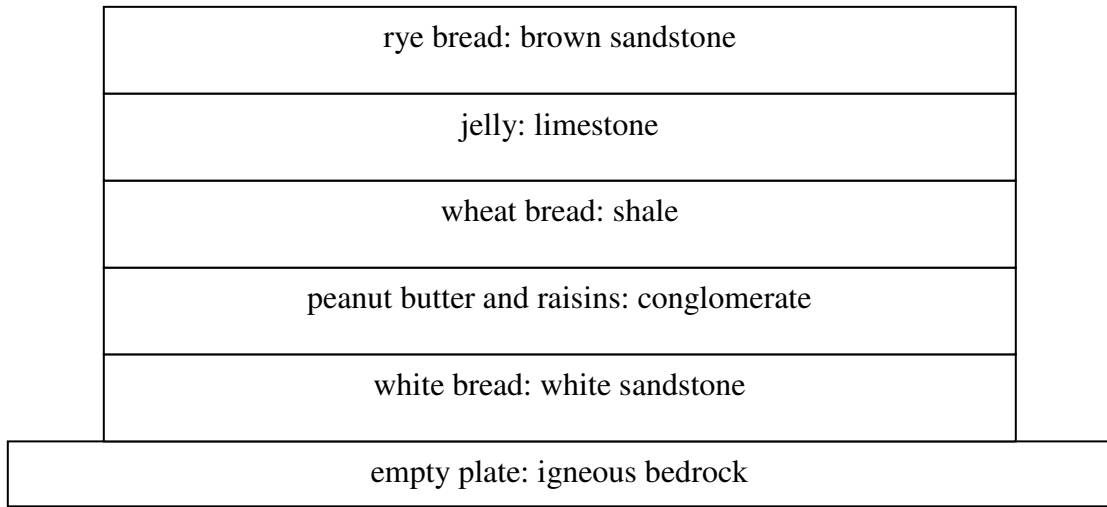 rye bread: brown sandstone
jelly: limestone
wheat bread: shale
peanut butter and raisins: conglomerate
white bread: white sandstone
empty plate: igneous bedrock